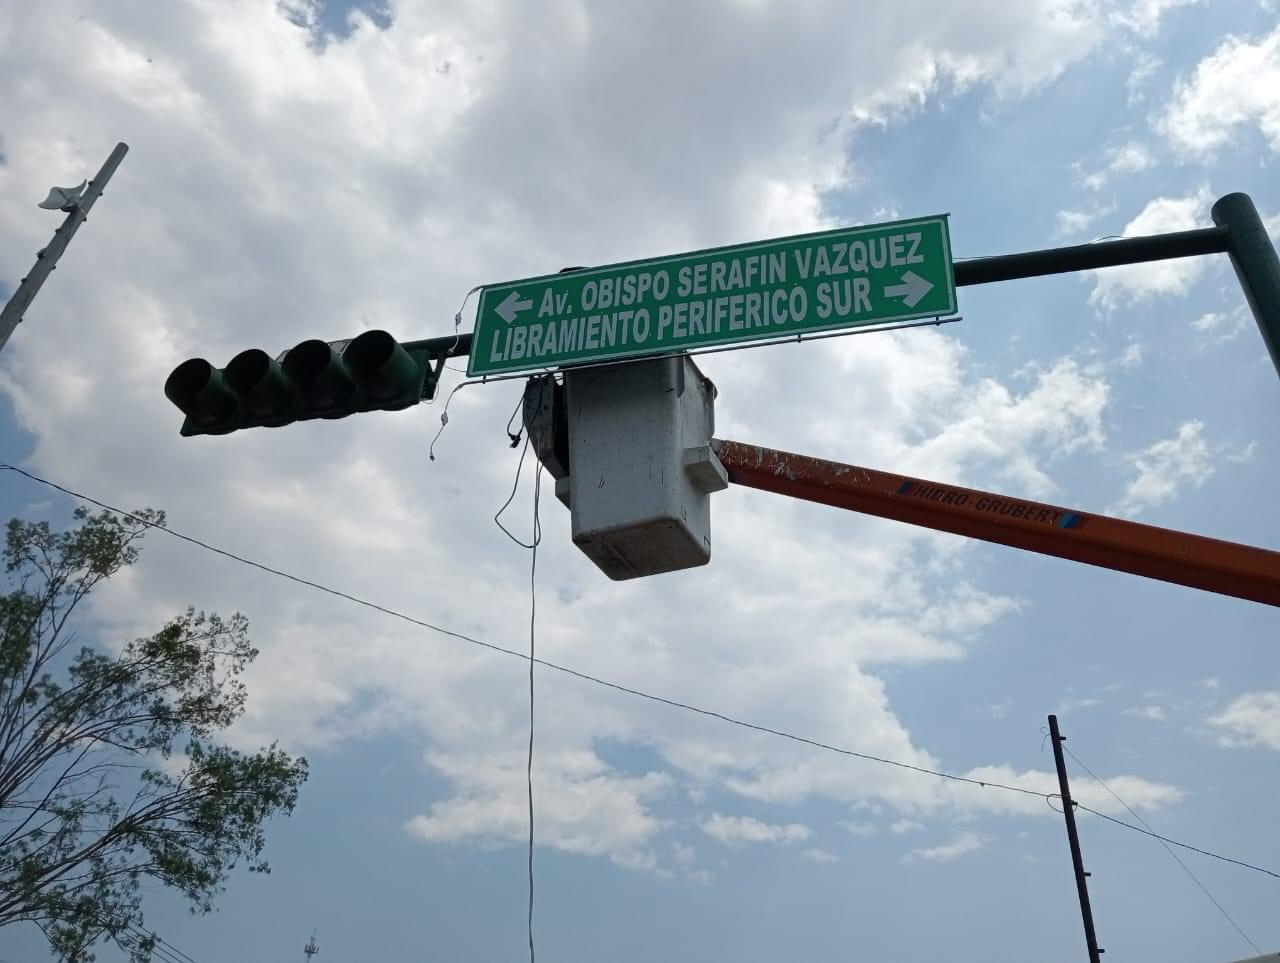 Av. OBISPO SERAFIN VAZQUEZ
LIBRAMIENTO PERIFERICO SUR
HIDRO-GRUBERT